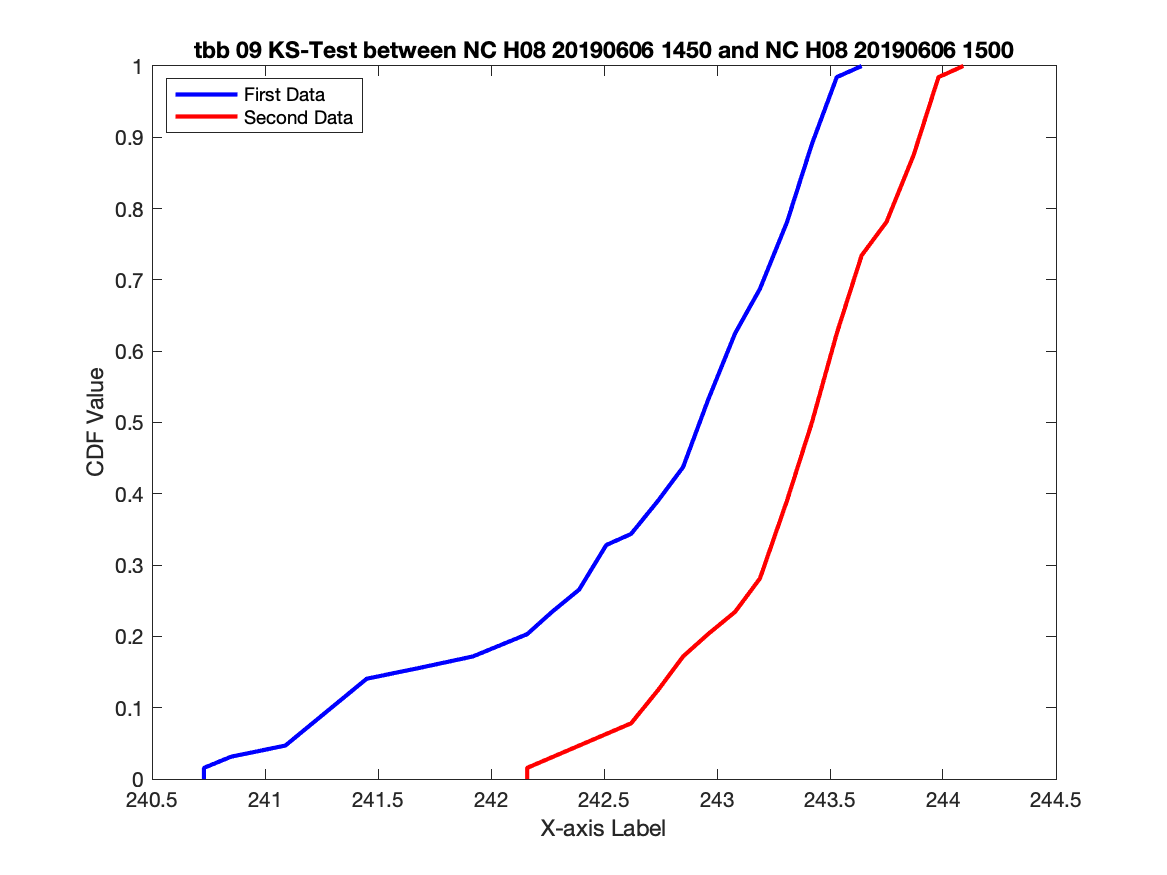 tbb 09 KS-Test between NC H08 20190606 1450 and NC H08 20190606 1500
First Data
Second Data
CDF Value
1
0.9
0.8
0.7
0.6
0.5
0.4
0.3
0.2
0.1
0
240.5 241 241.5 242 242.5 243 243.5 244 244.5
X-axis Label